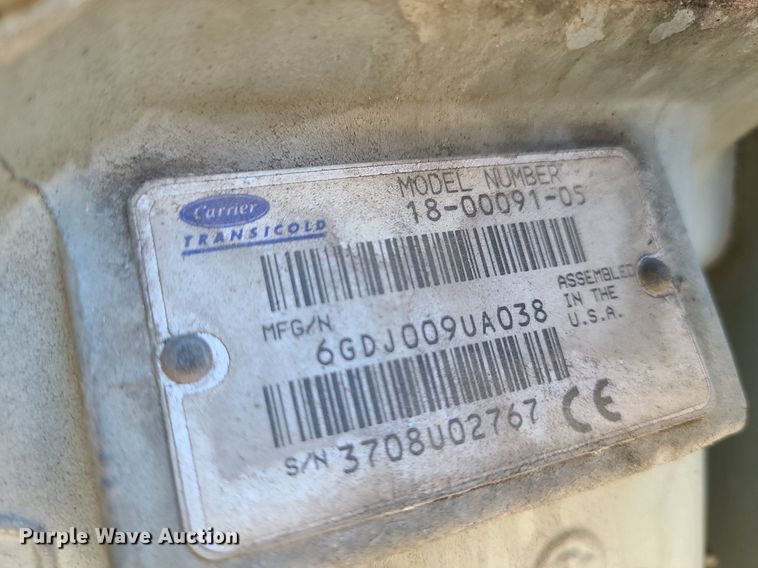 Carrier
TRANSICOLD
MODEL NUMBER
18-00091-05
MFG/N
6GDJ009UA038
ASSEMBLED
IN THE
U.S.A.
S/N 3708U02767
CE
Purple Wave Auction